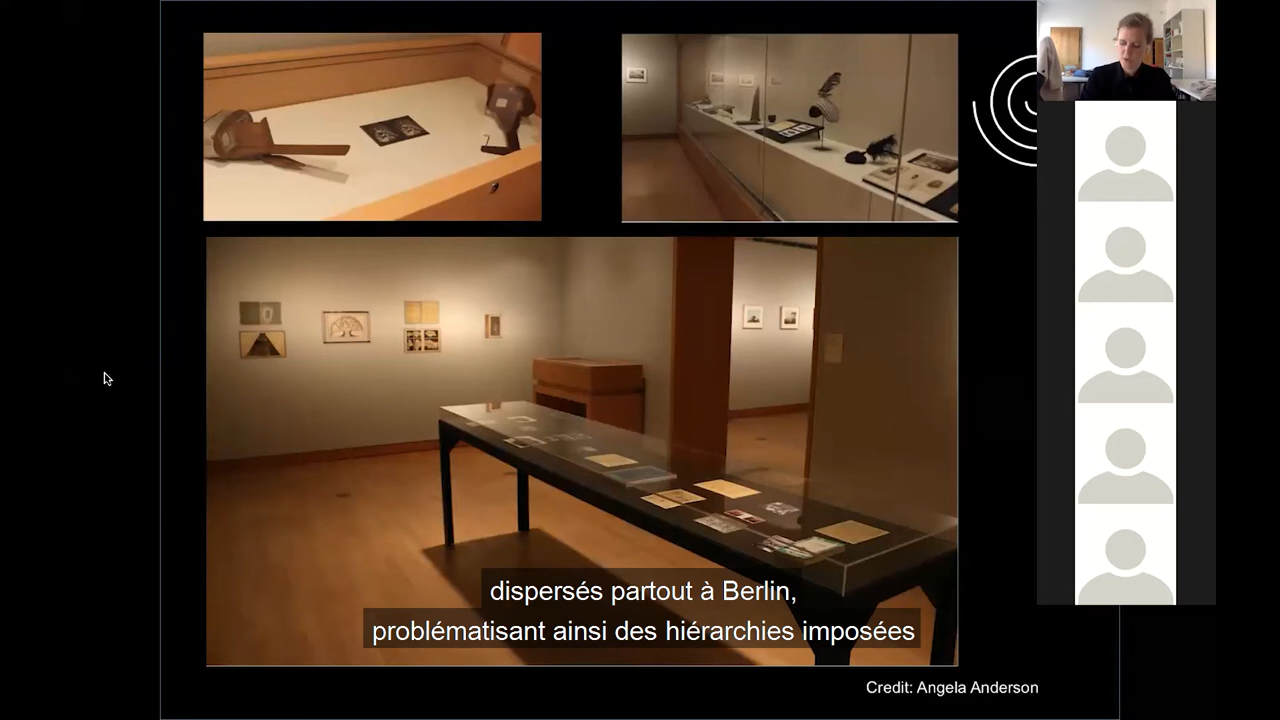 dispersés partout à Berlin,
problématisant ainsi des hiérarchies imposées
Credit: Angela Anderson